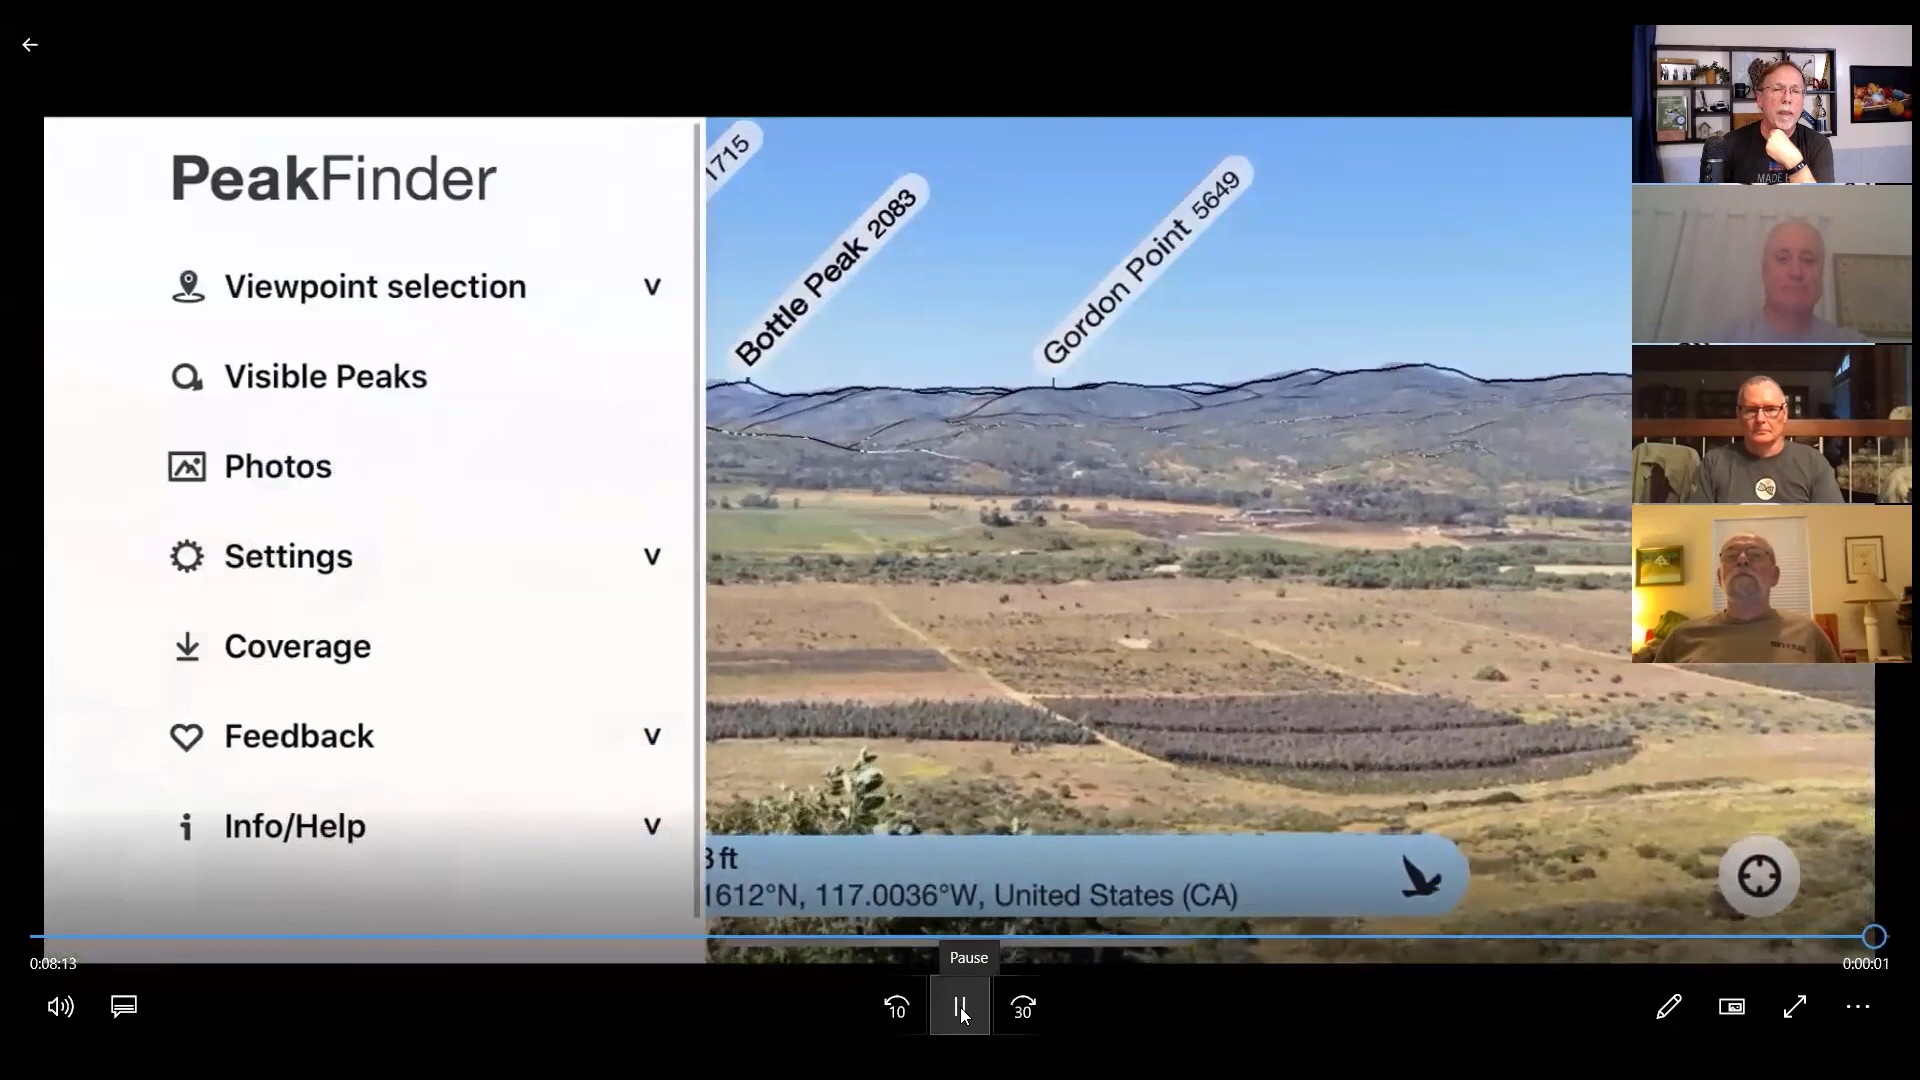 PeakFinder
Viewpoint selection
Visible Peaks
Photos
Settings
Coverage
Feedback
Info/Help
1715
Bottle Peak 2083
Gordon Point 5649
3 ft
1612°N, 117.0036°W, United States (CA)
MADE
Pause
0:08:13
0:00:01
10
30